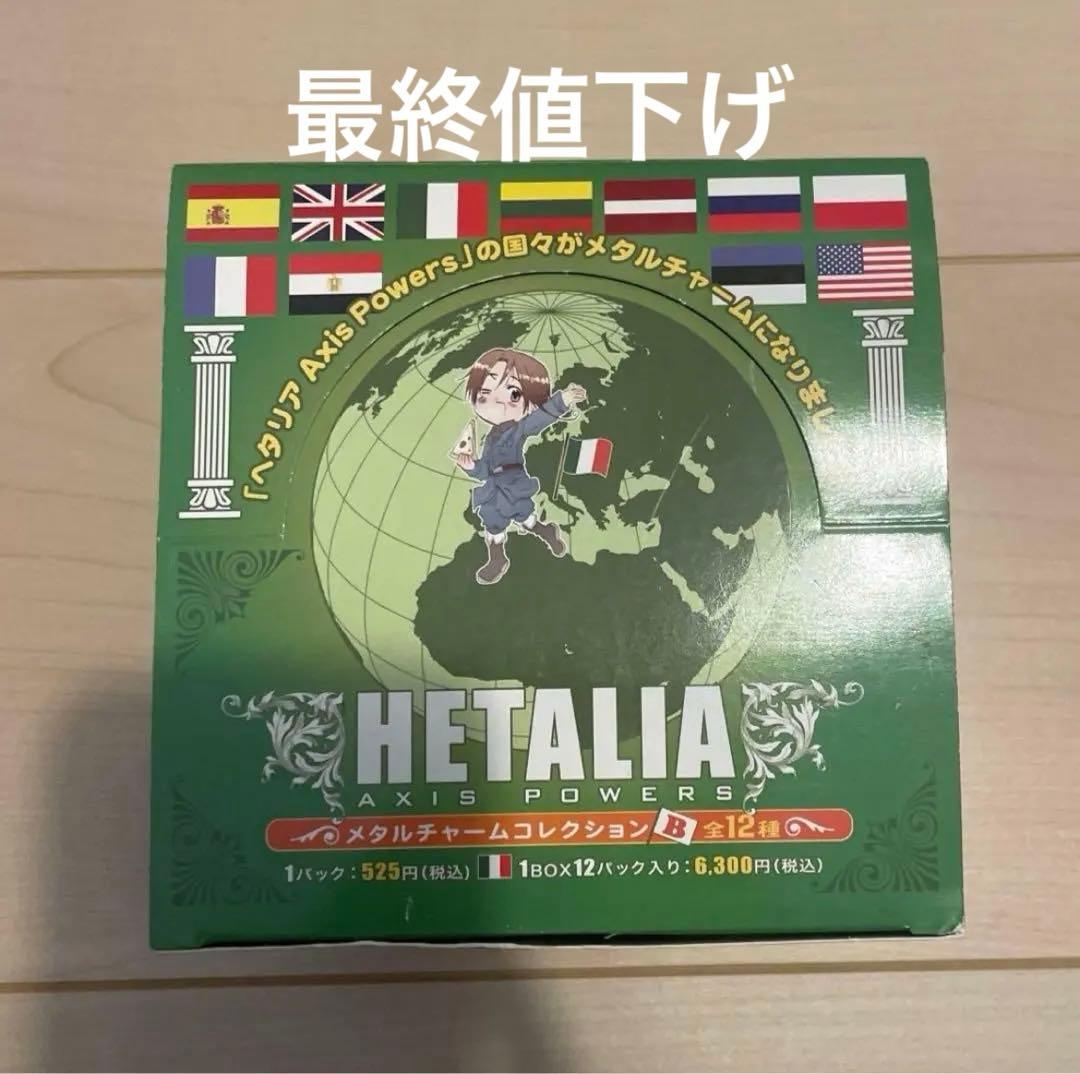 最終値下げ
「ヘタリア Axis Powers」の国々がメタルチャームになりまし
HETALIA
AXIS POWERS
メタルチャームコレクション B 全12種
1パック:525円(税込) 1BOX12パック入り:6,300円(税込)